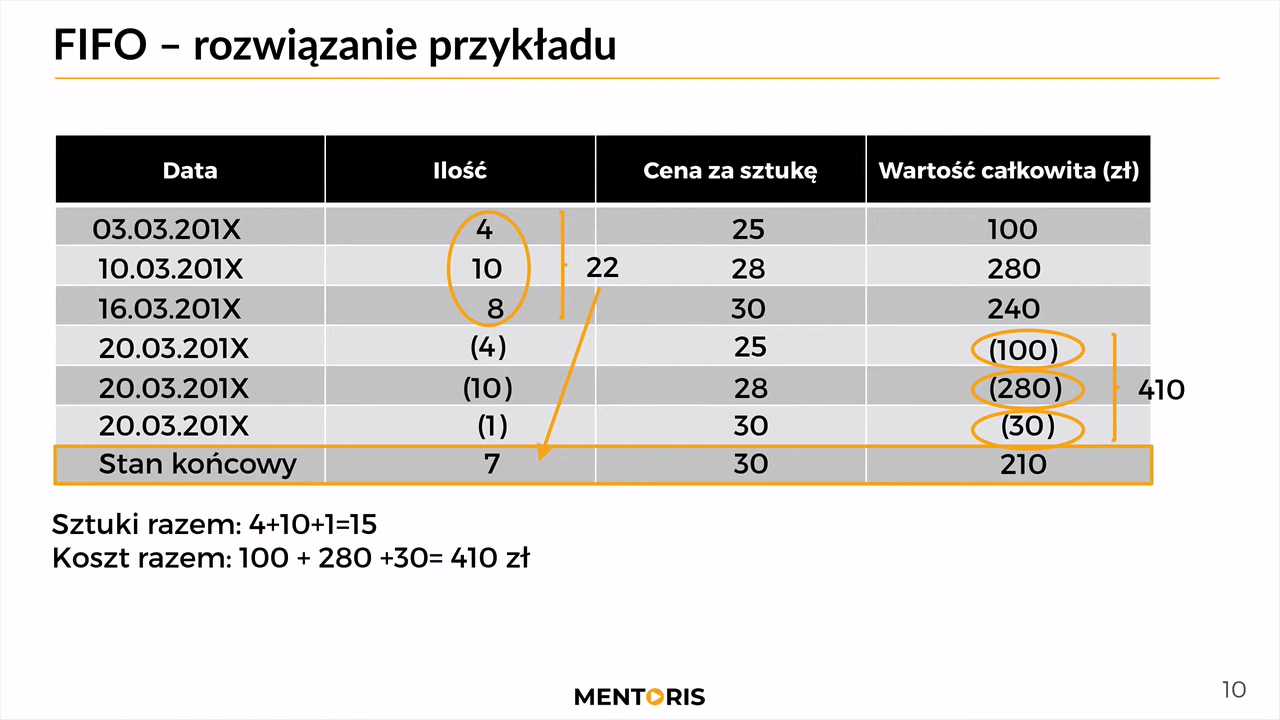 FIFO – rozwiązanie przykładu
Data Ilość Cena za sztukę Wartość całkowita (zł)
03.03.201X 4 25 100
10.03.201X 10 22 28 280
16.03.201X 8 30 240
20.03.201X (4) 25 (100)
20.03.201X (10) 28 (280) 410
20.03.201X (1) 30 (30)
Stan końcowy 7 30 210
Sztuki razem: 4+10+1=15
Koszt razem: 100 + 280 +30= 410 zł
MENTORIS
10